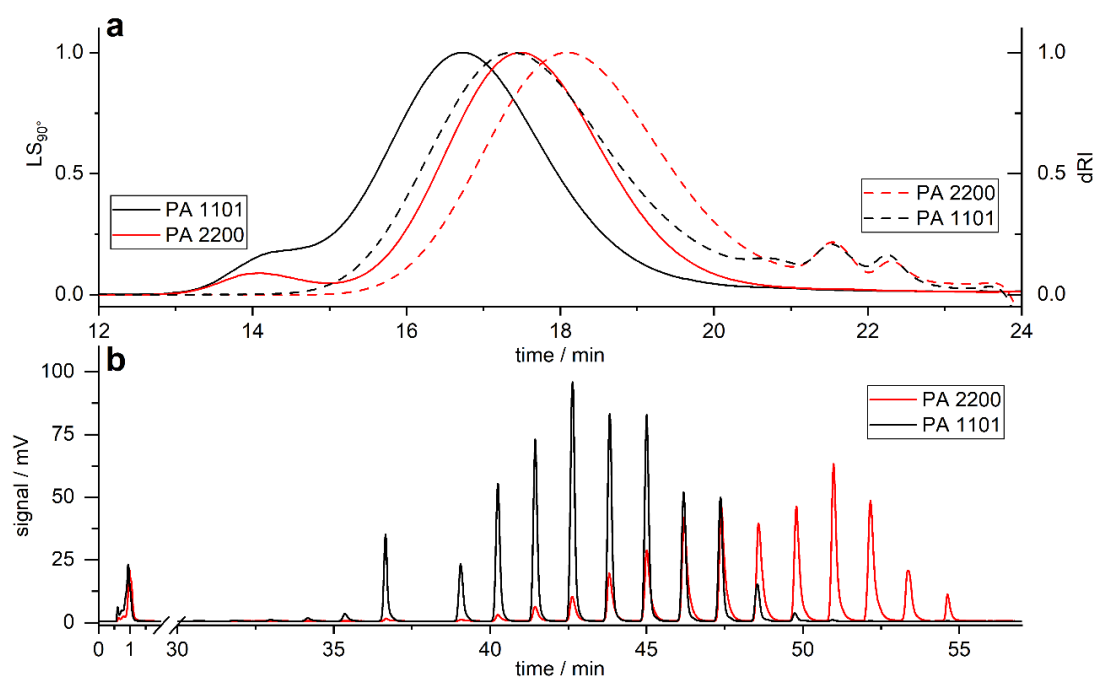 a
1.0
0.5
0.0
LS90°
1.0
0.5
0.0
dRI
PA 1101
PA 2200
PA 2200
PA 1101
12 14 16 18 20 22 24
time / min
b
100
75
50
25
0
signal / mV
PA 2200
PA 1101
0 1 30 35 40 45 50 55
time / min